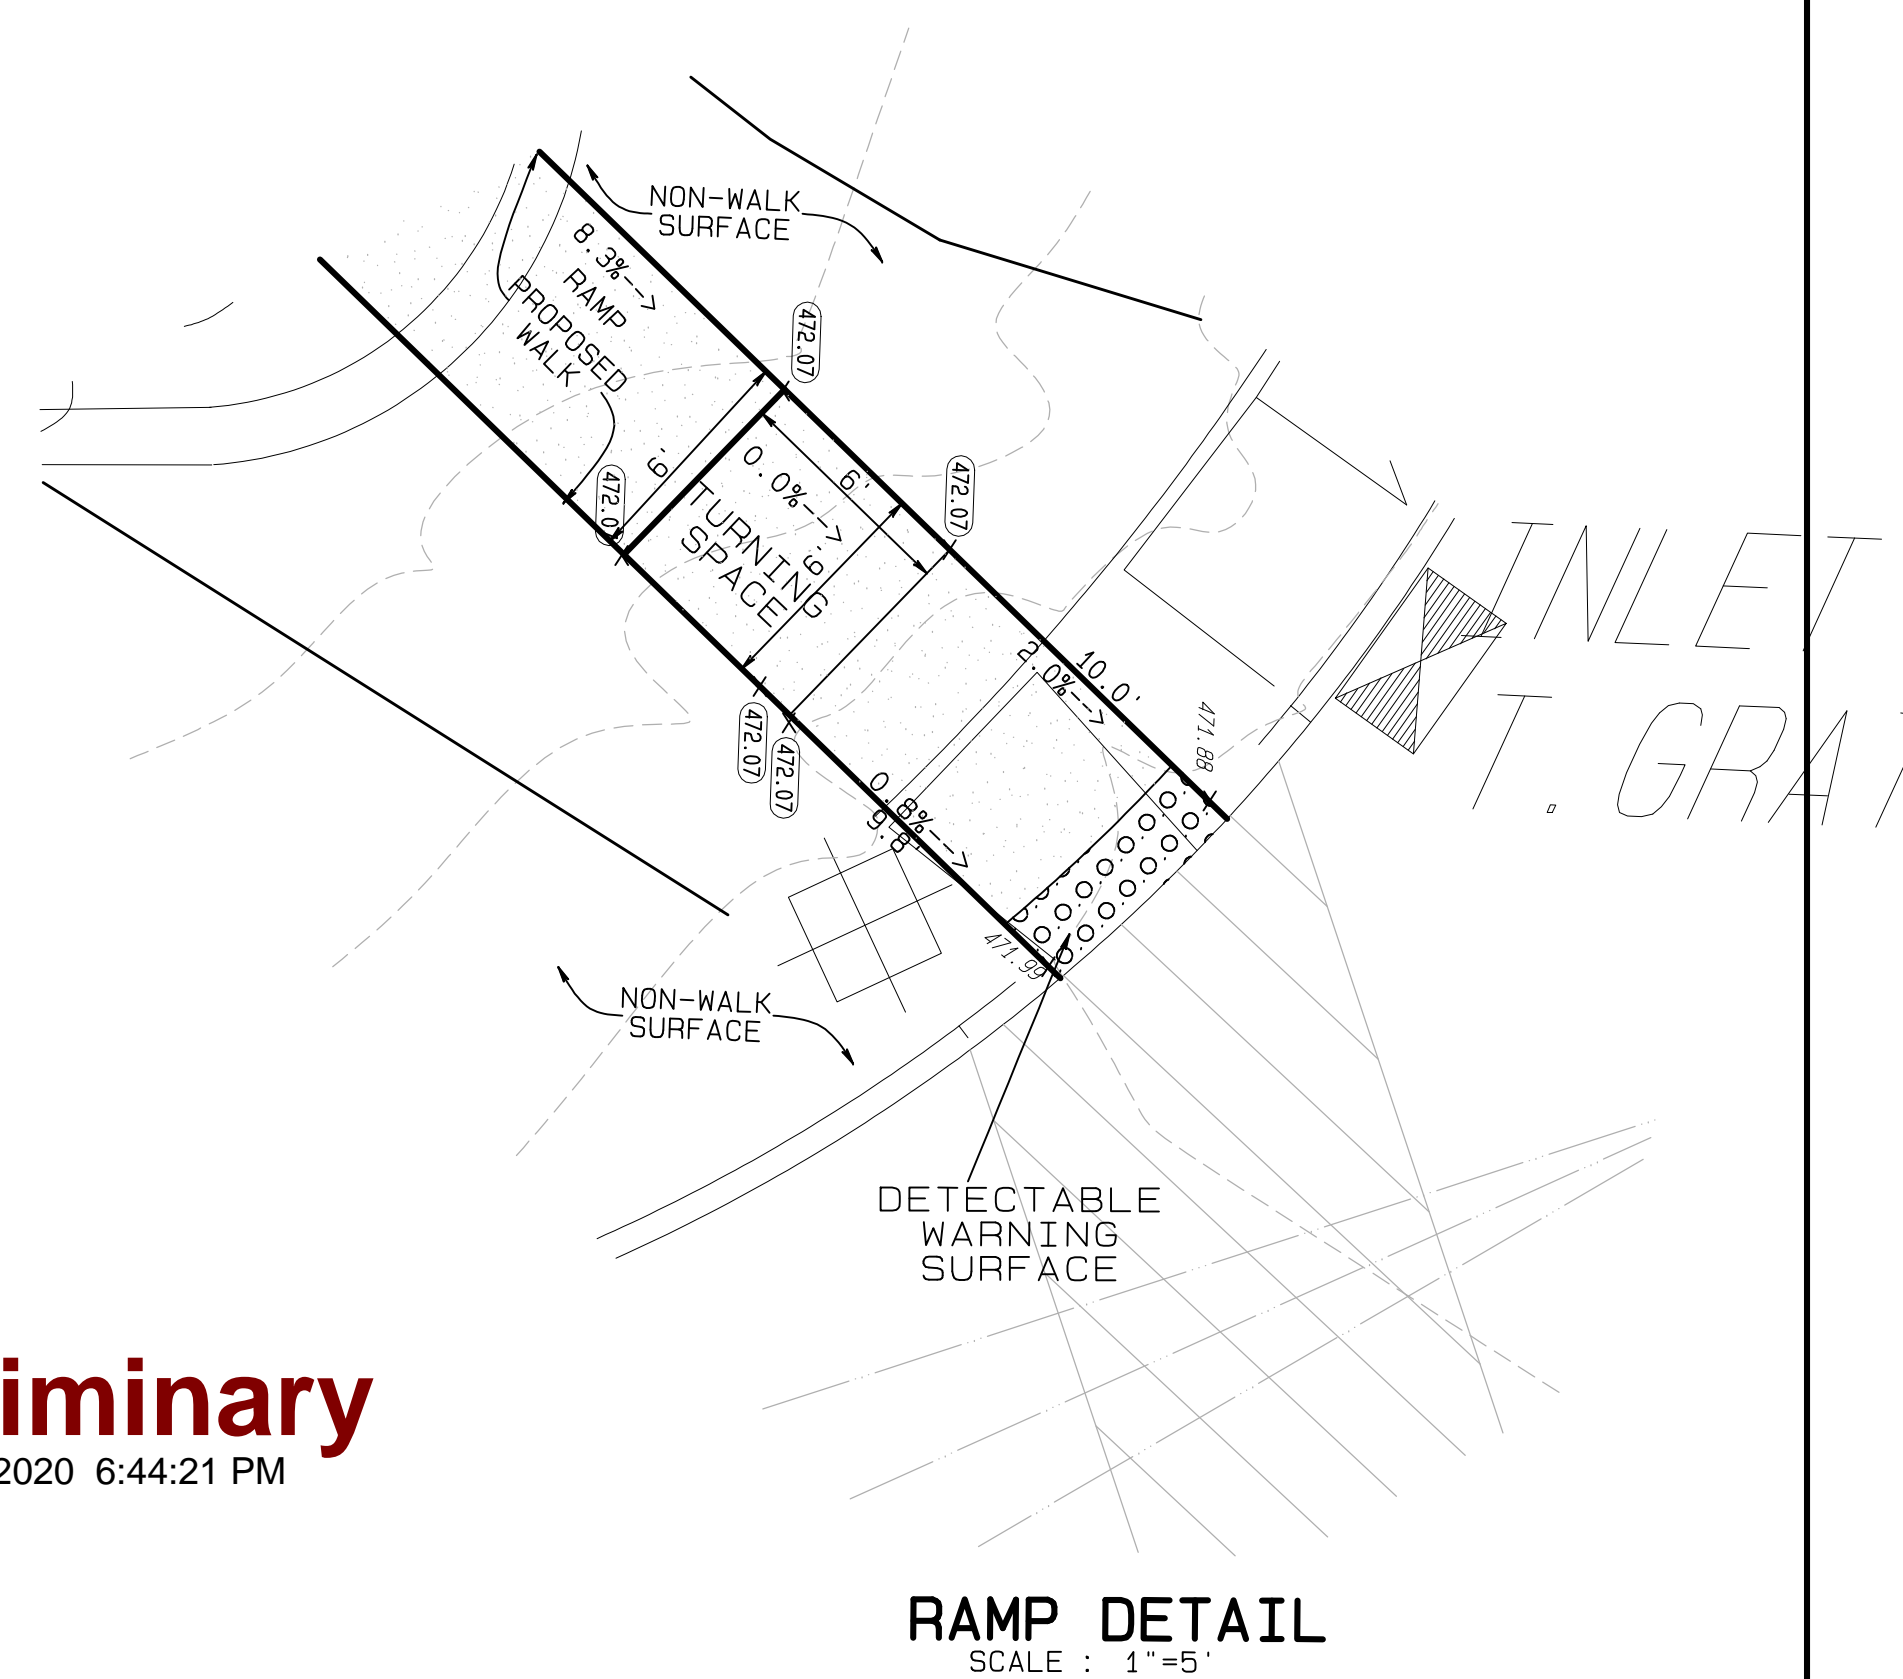 NON-WALK
SURFACE
8.3%-->
RAMP
PROPOSED
WALK
472.07
6'
472.0
0.0%-->
6'
TURNING
SPACE
6'
472.07
2.0%-->
10.0'
471.88
INLET
T. GRA
472.07
472.07
0.8%-->
9.8'
471.99
NON-WALK
SURFACE
DETECTABLE
WARNING
SURFACE
iminary
2020 6:44:21 PM
RAMP DETAIL
SCALE : 1"=5'